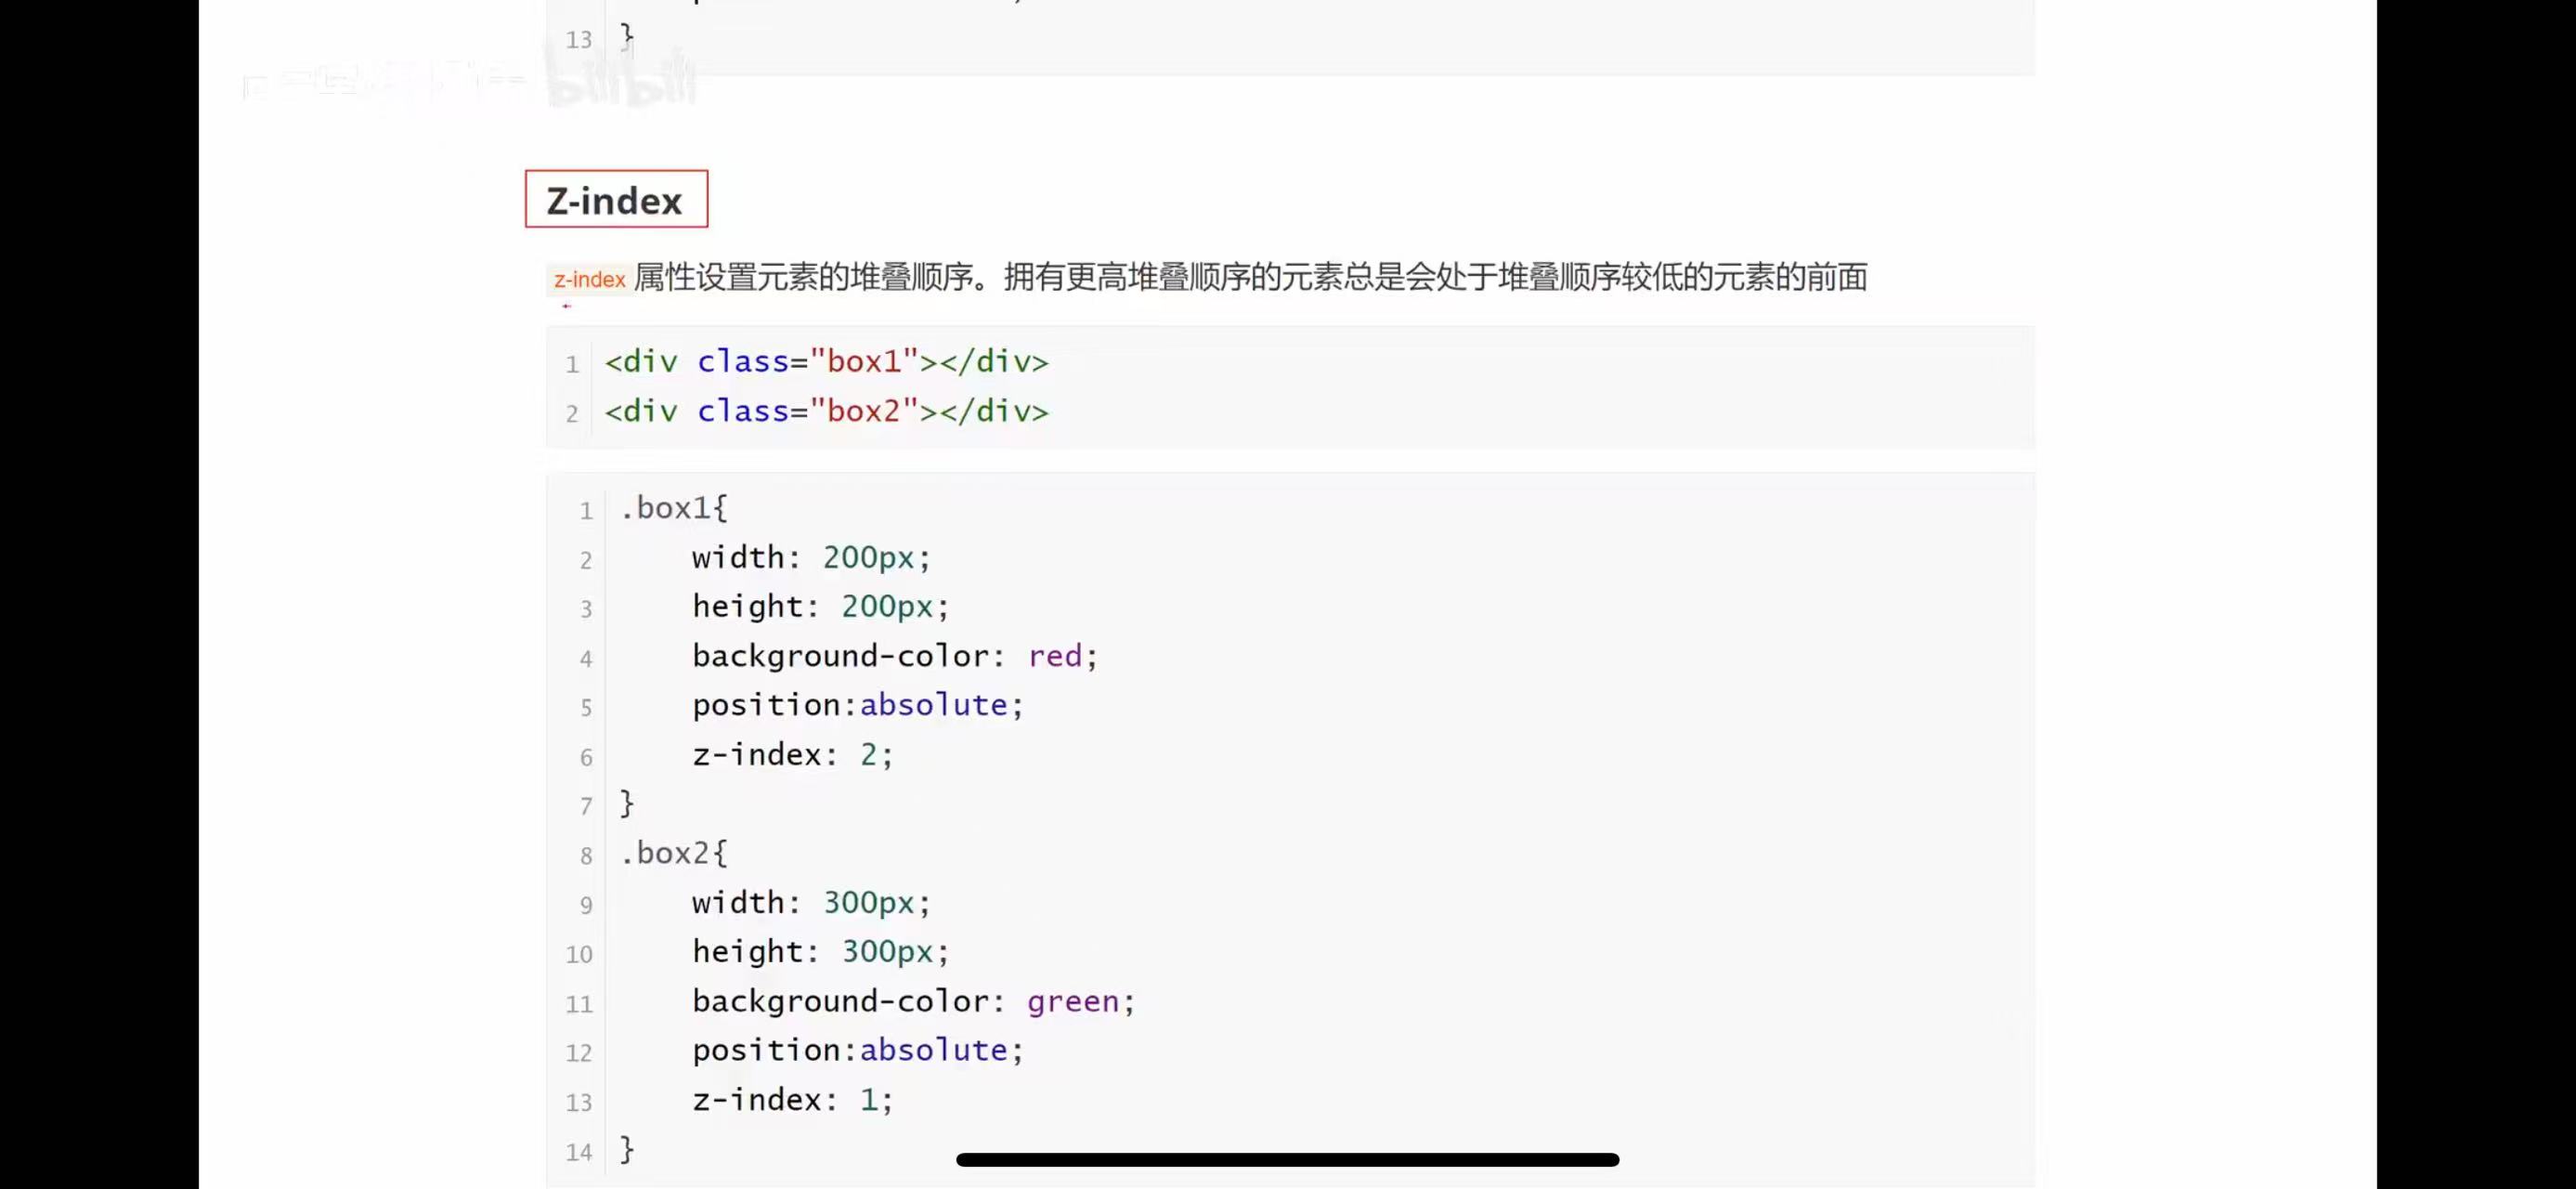 13 }
bilibili
Z-index
z-index 属性设置元素的堆叠顺序。拥有更高堆叠顺序的元素总是会处于堆叠顺序较低的元素的前面
1 <div class="box1"></div>
2 <div class="box2"></div>
1 .box1{
2 width: 200px;
3 height: 200px;
4 background-color: red;
5 position:absolute;
6 z-index: 2;
7 }
8 .box2{
9 width: 300px;
10 height: 300px;
11 background-color: green;
12 position:absolute;
13 z-index: 1;
14 }